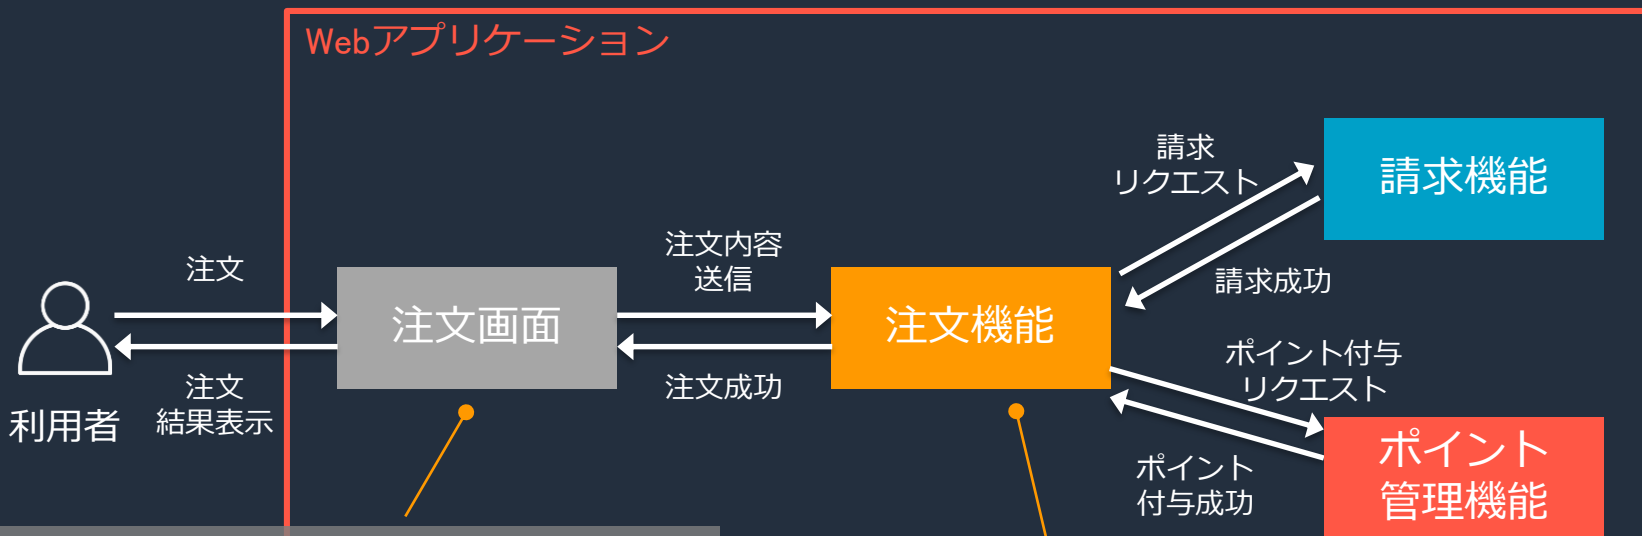 Webアプリケーション
請求
リクエスト
請求機能
請求成功
注文
注文内容
送信
注文画面
注文機能
注文
結果表示
注文成功
利用者
ポイント付与
リクエスト
ポイント
付与成功
ポイント
管理機能